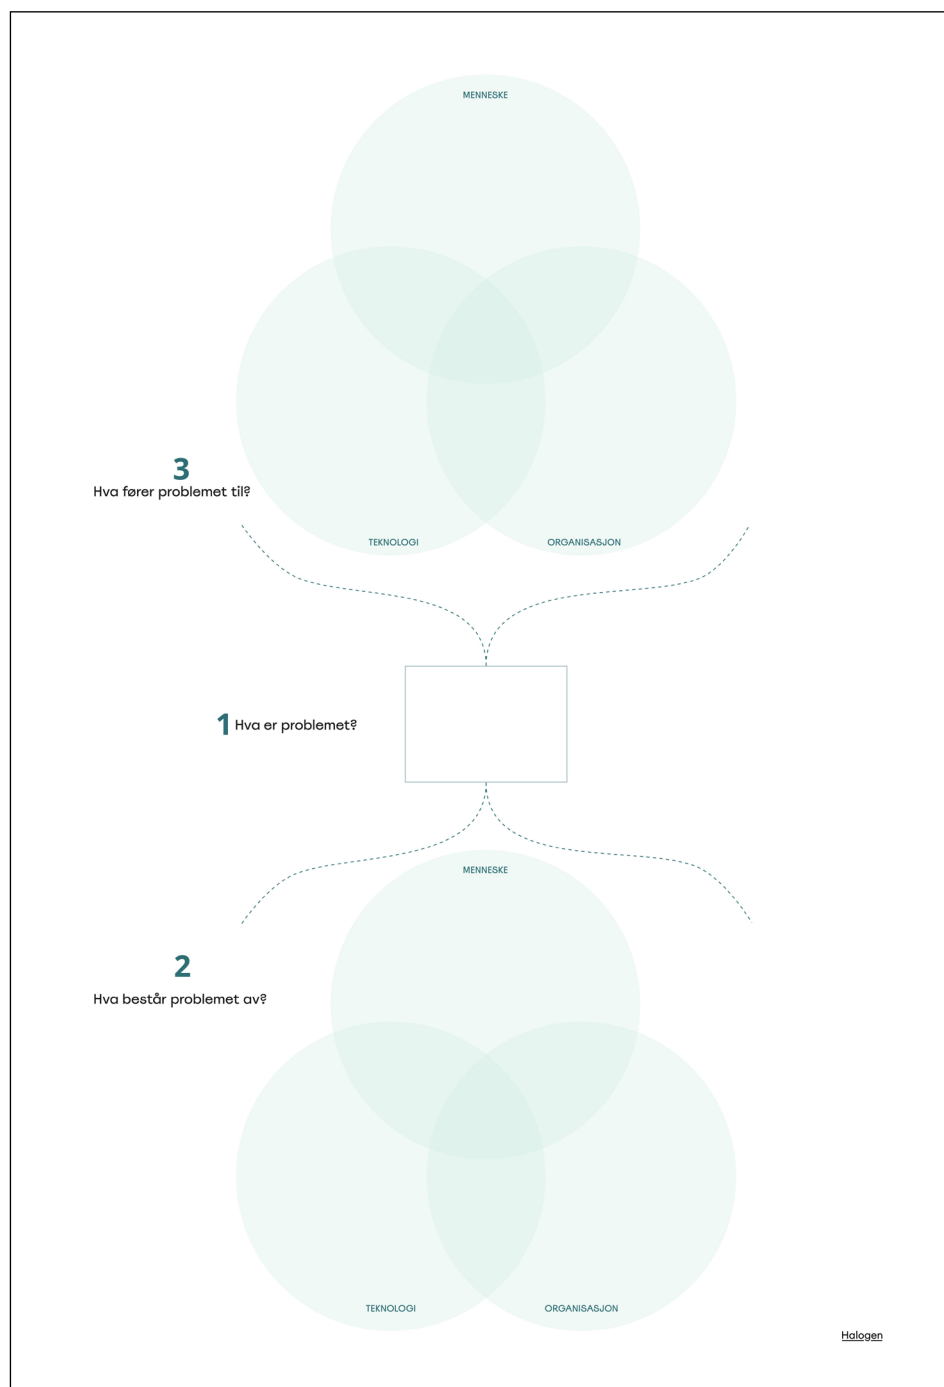 MENNESKE
3
Hva fører problemet til?
TEKNOLOGI
ORGANISASJON
1 Hva er problemet?
MENNESKE
2
Hva består problemet av?
TEKNOLOGI
ORGANISASJON
Halogen